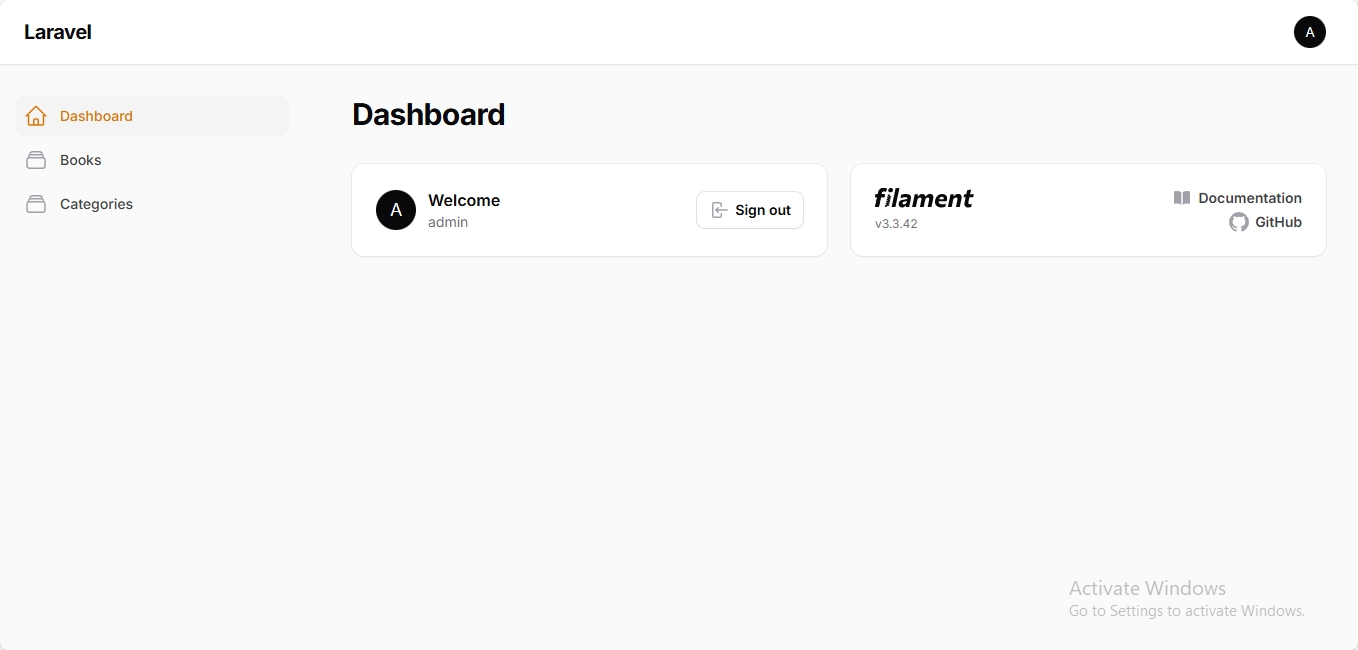 Laravel
A
Dashboard
Books
Categories
Dashboard
A
Welcome
admin
Sign out
filament
v3.3.42
Documentation
GitHub
Activate Windows
Go to Settings to activate Windows.